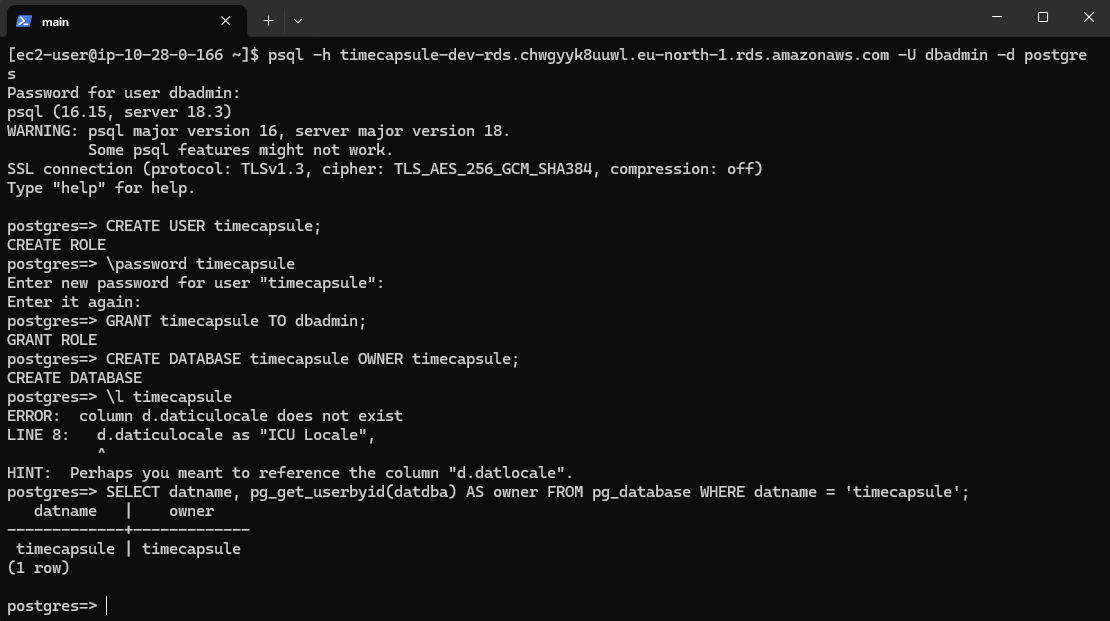 main
[ec2-user@ip-10-28-0-166 ~]$ psql -h timecapsule-dev-rds.chwgyyk8uuwl.eu-north-1.rds.amazonaws.com -U dbadmin -d postgre
s
Password for user dbadmin:
psql (16.15, server 18.3)
WARNING: psql major version 16, server major version 18.
         Some psql features might not work.
SSL connection (protocol: TLSv1.3, cipher: TLS_AES_256_GCM_SHA384, compression: off)
Type "help" for help.

postgres=> CREATE USER timecapsule;
CREATE ROLE
postgres=> \password timecapsule
Enter new password for user "timecapsule":
Enter it again:
postgres=> GRANT timecapsule TO dbadmin;
GRANT ROLE
postgres=> CREATE DATABASE timecapsule OWNER timecapsule;
CREATE DATABASE
postgres=> \l timecapsule
ERROR:  column d.daticulocale does not exist
LINE 8:   d.daticulocale as "ICU Locale",
          ^
HINT:  Perhaps you meant to reference the column "d.datlocale".
postgres=> SELECT datname, pg_get_userbyid(datdba) AS owner FROM pg_database WHERE datname = 'timecapsule';
   datname   |    owner
-------------+-------------
 timecapsule | timecapsule
(1 row)

postgres=>